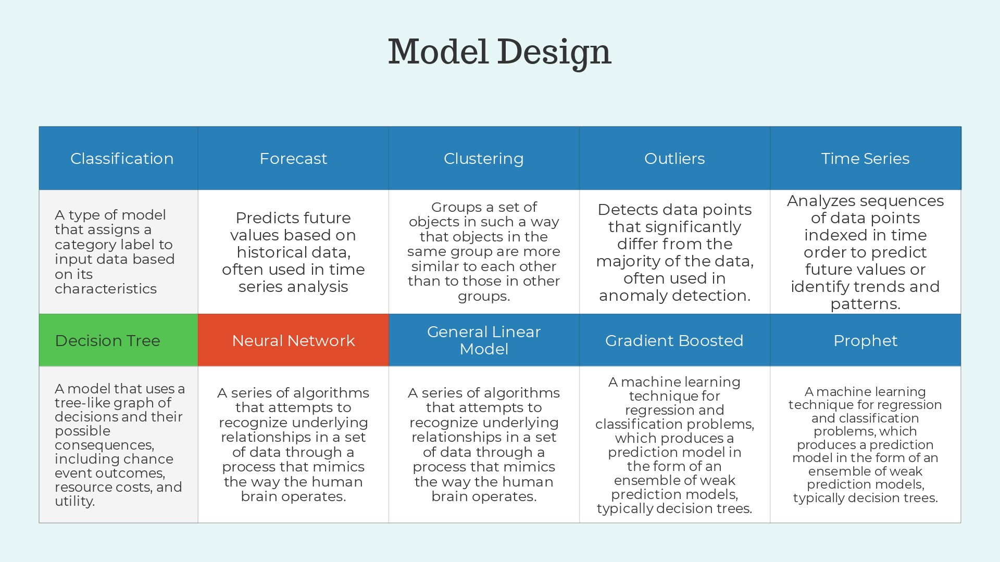 Model Design
Classification
Forecast
Clustering
Outliers
Time Series
A type of model
that assigns a
category label to
input data based
on its
characteristics
Predicts future
values based on
historical data,
often used in time
series analysis
Groups a set of
objects in such a way
that objects in the
same group are more
similar to each other
than to those in other
groups.
Detects data points
that significantly
differ from the
majority of the data,
often used in
anomaly detection.
Analyzes sequences
of data points
indexed in time
order to predict
future values or
identify trends and
patterns.
Decision Tree
Neural Network
General Linear
Model
Gradient Boosted
Prophet
A model that uses a
tree-like graph of
decisions and their
possible
consequences,
including chance
event outcomes,
resource costs, and
utility.
A series of algorithms
that attempts to
recognize underlying
relationships in a set
of data through a
process that mimics
the way the human
brain operates.
A series of algorithms
that attempts to
recognize underlying
relationships in a set
of data through a
process that mimics
the way the human
brain operates.
A machine learning
technique for
regression and
classification problems,
which produces a
prediction model in
the form of an
ensemble of weak
prediction models,
typically decision trees.
A machine learning
technique for regression
and classification
problems, which
produces a prediction
model in the form of an
ensemble of weak
prediction models,
typically decision trees.